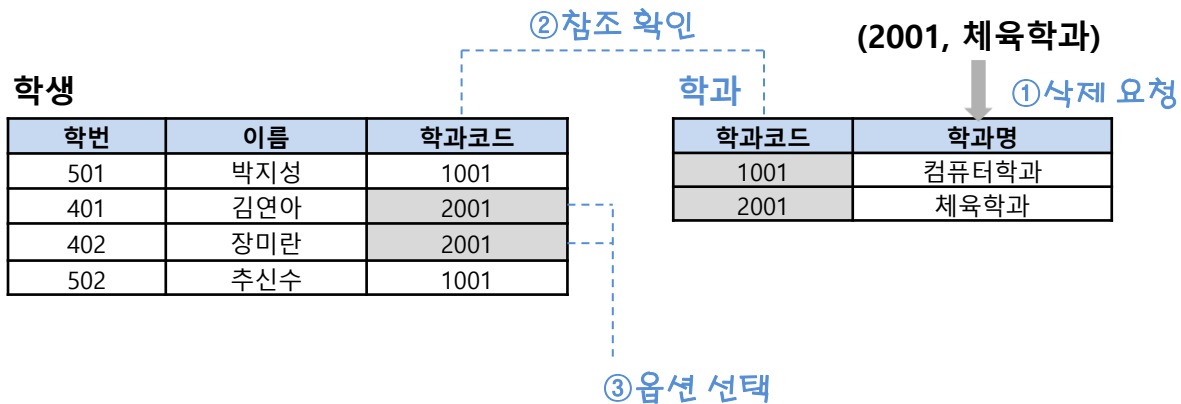 ②참조 확인
(2001, 체육학과)
①삭제 요청
학생
학번 이름 학과코드
501 박지성 1001
401 김연아 2001
402 장미란 2001
502 추신수 1001
학과
학과코드 학과명
1001 컴퓨터학과
2001 체육학과
③옵션 선택